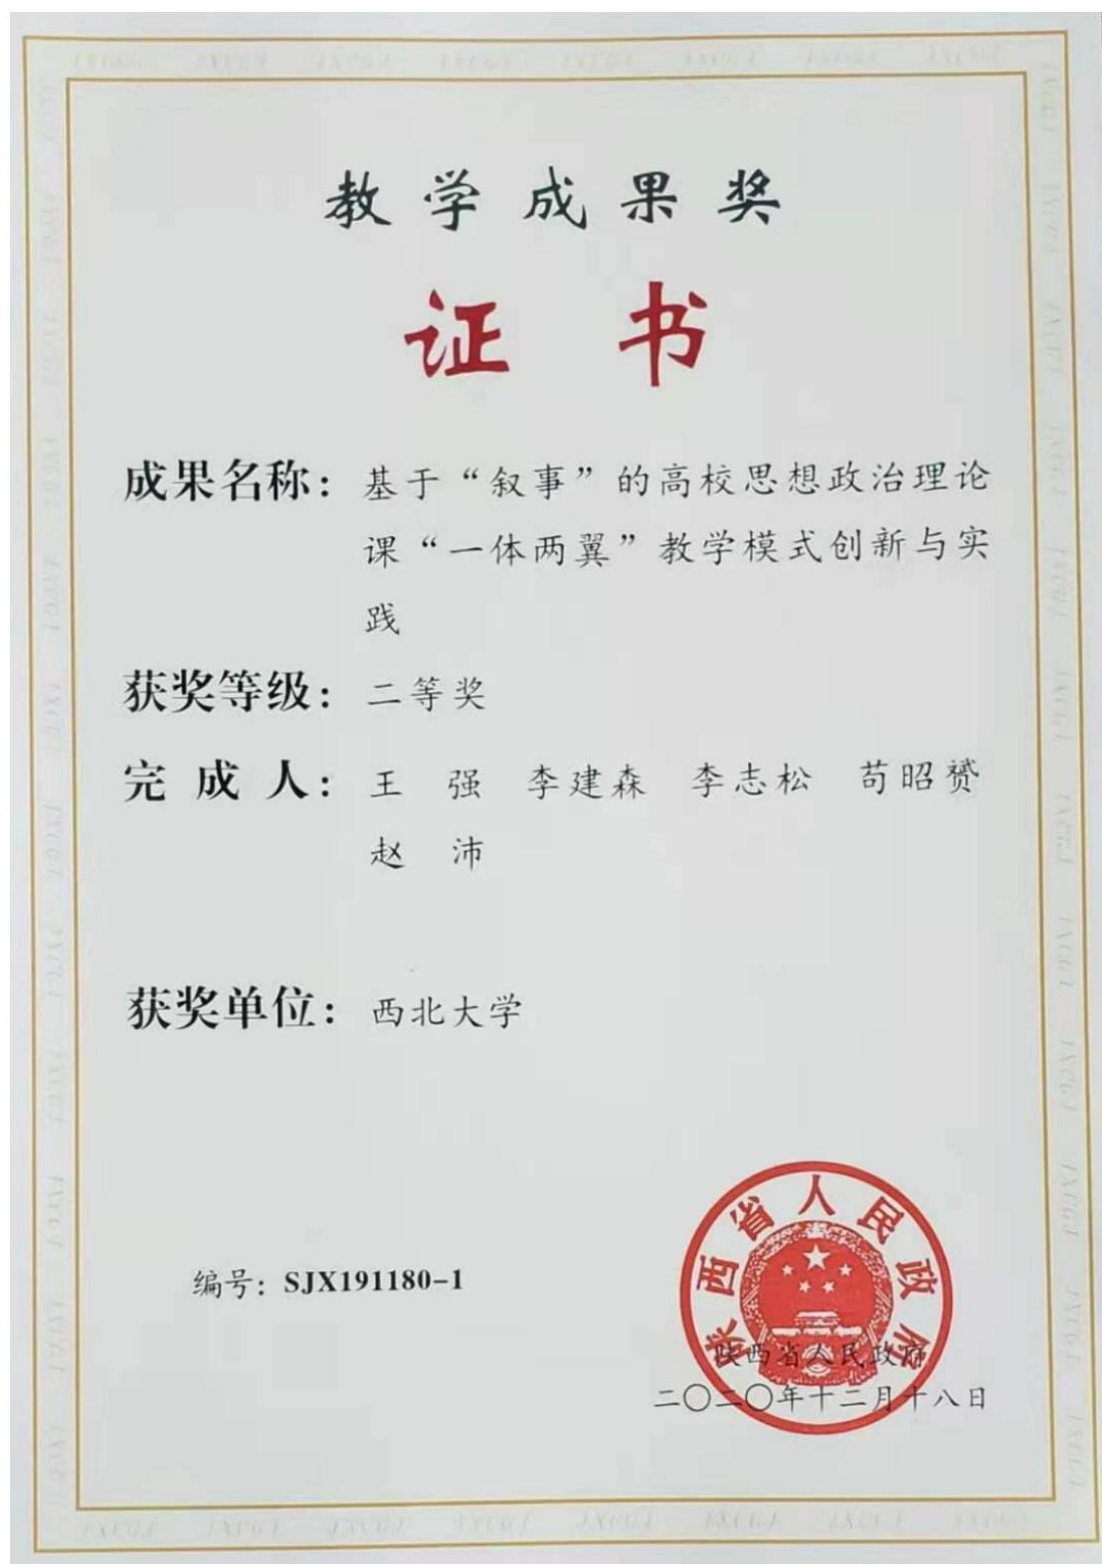 教学成果奖
证书
成果名称：基于“叙事”的高校思想政治理论
课“一体两翼”教学模式创新与实
践
获奖等级：二等奖
完成人：王强 李建森 李志松 苟昭赟
赵沛
获奖单位：西北大学
编号：SJX191180-1
陕西省人民政府
陕西省人民政府
二〇二〇年十二月十八日